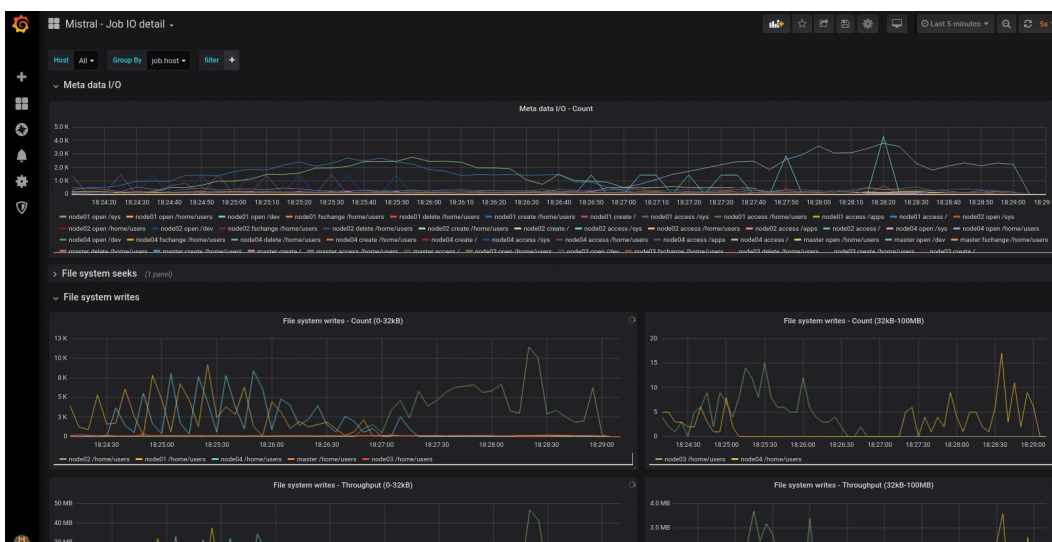 Mistral - Job IO detail
Last 5 minutes
5s
Host All Group By job.host filter +
Meta data I/O
Meta data I/O - Count
5.0 K
4.0 K
3.0 K
2.0 K
1.0 K
0
18:24:20 18:24:30 18:24:40 18:24:50 18:25:00 18:25:10 18:25:20 18:25:30 18:25:40 18:25:50 18:26:00 18:26:10 18:26:20 18:26:30 18:26:40 18:26:50 18:27:00 18:27:10 18:27:20 18:27:30 18:27:40 18:27:50 18:28:00 18:28:10 18:28:20 18:28:30 18:28:40 18:28:50 18:29:00
node01 open /sys node01 open /home/users node01 open /dev node01 fschange /home/users node01 delete /home/users node01 create /home/users node01 create / node01 access /sys node01 access /home/users node01 access /apps node01 access / node02 open /sys
node02 open /home/users node02 open /dev node02 fschange /home/users node02 delete /home/users node02 create /home/users node02 create / node02 access /sys node02 access /home/users node02 access /apps node02 access / node04 open /sys node04 open /home/users
node04 open /dev node04 fschange /home/users node04 delete /home/users node04 create /home/users node04 create / node04 access /sys node04 access /home/users node04 access /apps node04 access / master open /home/users master open /dev master fschange /home/users
File system seeks (1 panel)
File system writes
File system writes - Count (0-32kB)
13 K
10 K
8 K
5 K
3 K
0
18:24:30 18:25:00 18:25:30 18:26:00 18:26:30 18:27:00 18:27:30 18:28:00 18:28:30 18:29:00
node02 /home/users node01 /home/users node04 /home/users master /home/users node03 /home/users
File system writes - Count (32kB-100MB)
20
15
10
5
0
18:24:30 18:25:00 18:25:30 18:26:00 18:26:30 18:27:00 18:27:30 18:28:00 18:28:30 18:29:00
node03 /home/users node04 /home/users
File system writes - Throughput (0-32kB)
50 MB
40 MB
File system writes - Throughput (32kB-100MB)
4.0 MB
3.0 MB